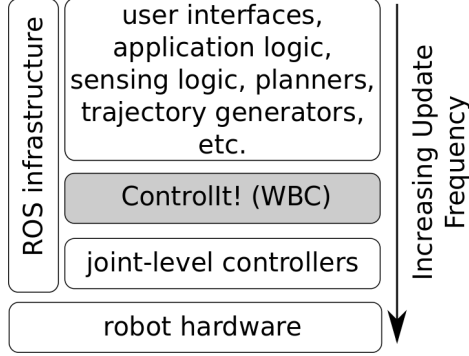 ROS infrastructure
user interfaces,
application logic,
sensing logic, planners,
trajectory generators,
etc.
ControlIt! (WBC)
joint-level controllers
robot hardware
Increasing Update
Frequency